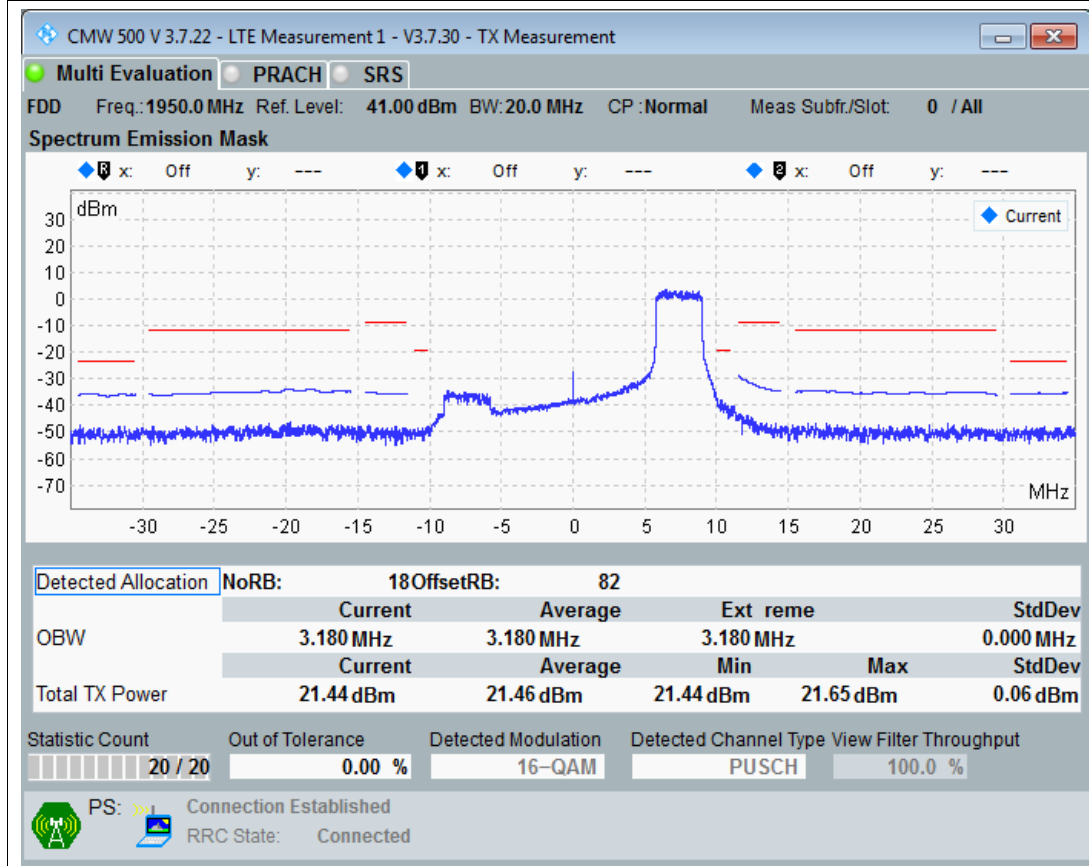 CMW 500 V 3.7.22 - LTE Measurement 1 - V3.7.30 - TX Measurement
Multi Evaluation PRACH SRS
FDD Freq.: 1950.0 MHz Ref. Level: 41.00 dBm BW: 20.0 MHz CP : Normal Meas Subfr./Slot: 0 / All
Spectrum Emission Mask
R x: Off y: --- 1 x: Off y: --- 2 x: Off y: ---
dBm
Current
30
20
10
0
-10
-20
-30
-40
-50
-60
-70
MHz
-30 -25 -20 -15 -10 -5 0 5 10 15 20 25 30
Detected Allocation NoRB: 18 OffsetRB: 82
Current Average Ext reme StdDev
OBW 3.180 MHz 3.180 MHz 3.180 MHz 0.000 MHz
Current Average Min Max StdDev
Total TX Power 21.44 dBm 21.46 dBm 21.44 dBm 21.65 dBm 0.06 dBm
Statistic Count Out of Tolerance Detected Modulation Detected Channel Type View Filter Throughput
20 / 20 0.00 % 16-QAM PUSCH 100.0 %
PS: Connection Established
RRC State: Connected